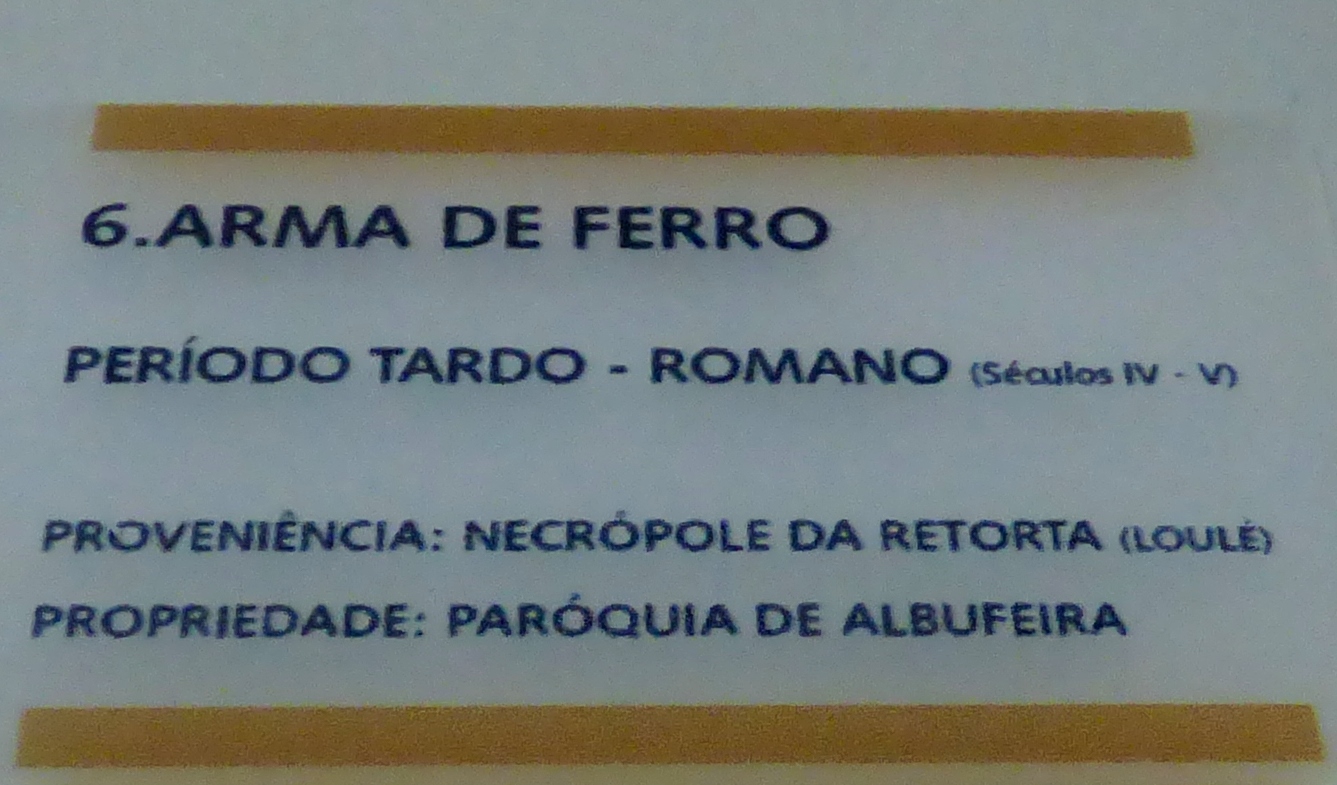 6.ARMA DE FERRO
PERÍODO TARDO - ROMANO (Séculos IV - V)
PROVENIÊNCIA: NECRÓPOLE DA RETORTA (LOULÉ)
PROPRIEDADE: PARÓQUIA DE ALBUFEIRA